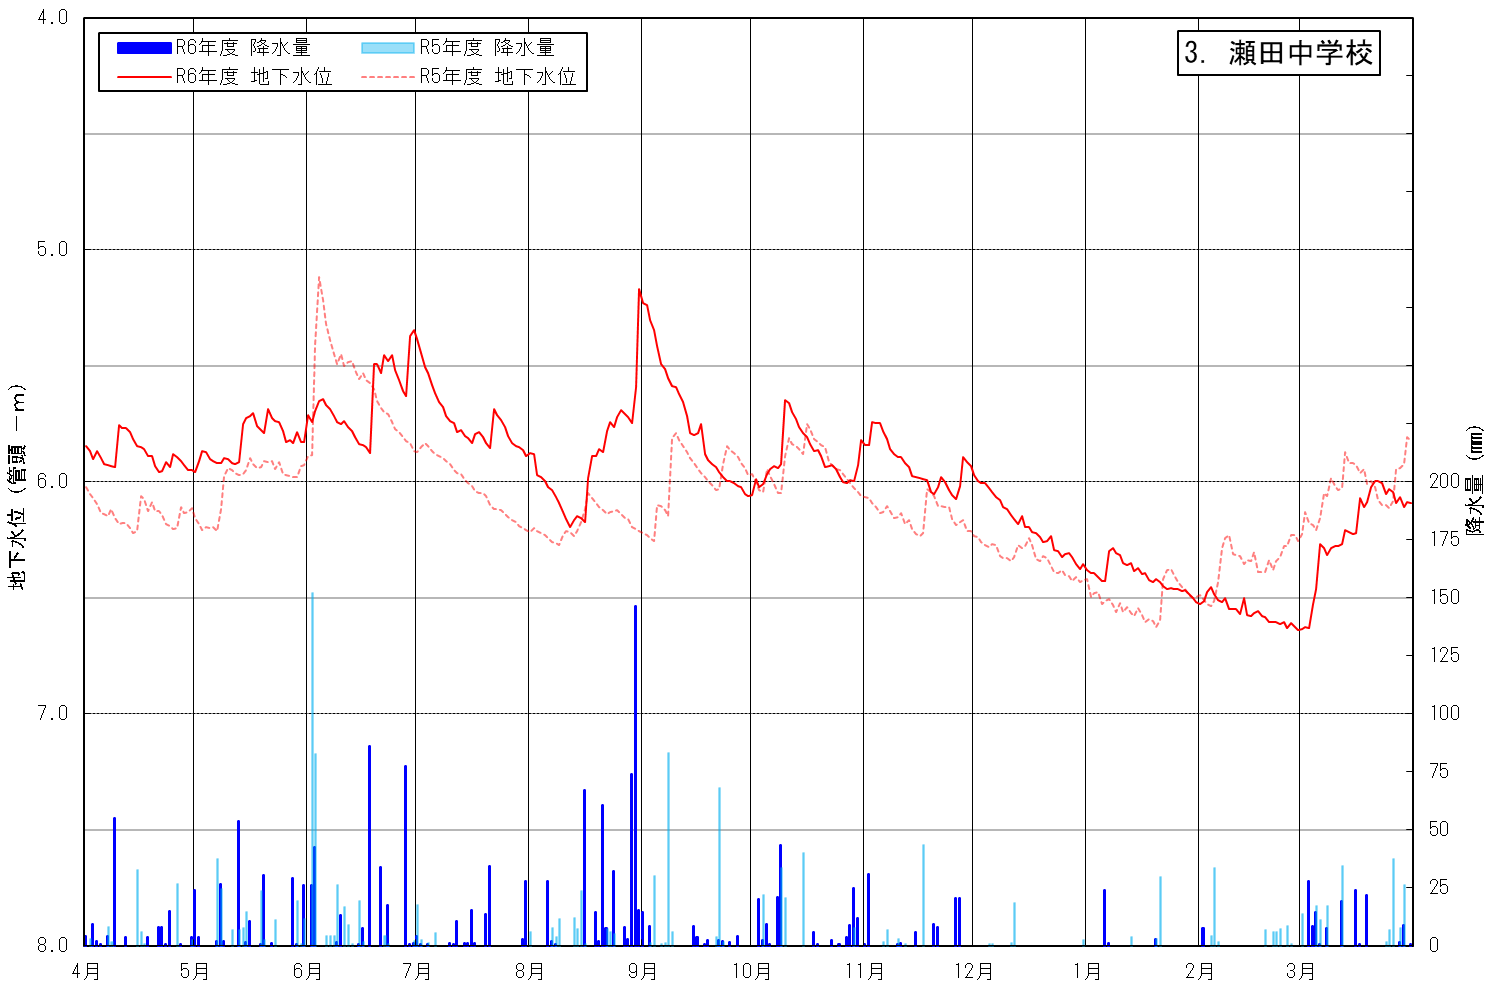 4.0
R6年度 降水量
R5年度 降水量
R6年度 地下水位
R5年度 地下水位
3. 瀬田中学校
5.0
6.0
7.0
8.0
地下水位（管頭 －m）
200
175
150
125
100
75
50
25
0
降水量（㎜）
4月 5月 6月 7月 8月 9月 10月 11月 12月 1月 2月 3月